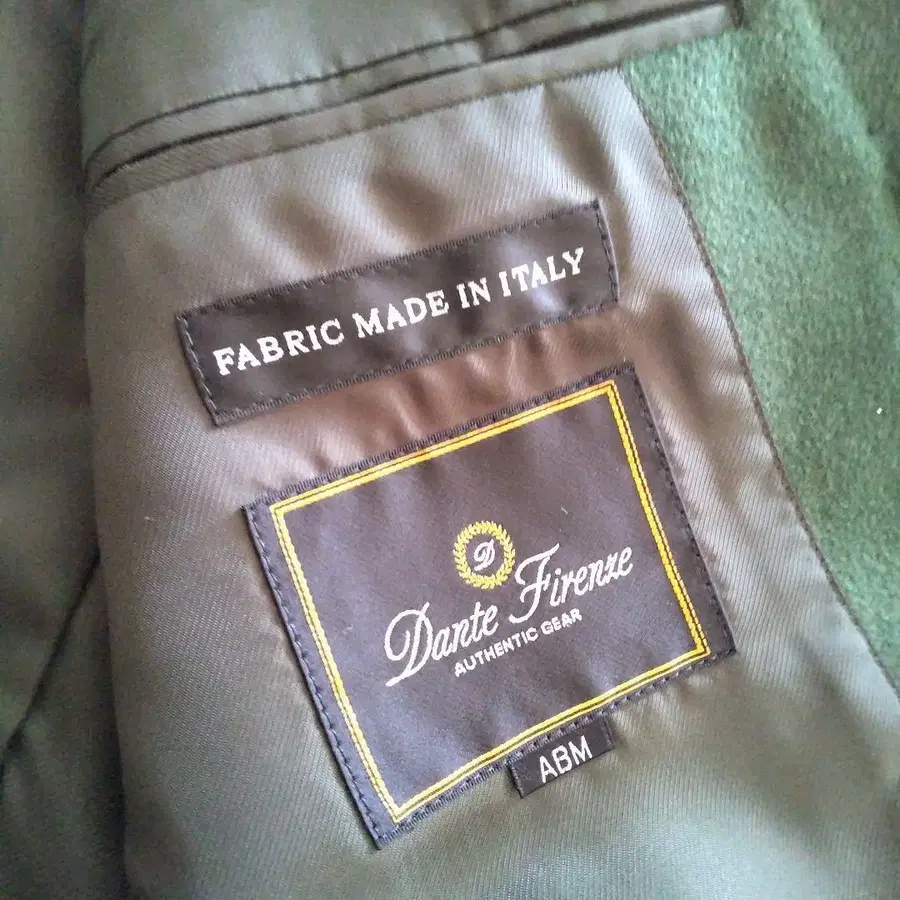 FABRIC MADE IN ITALY
D
Dante Firenze
AUTHENTIC GEAR
ABM